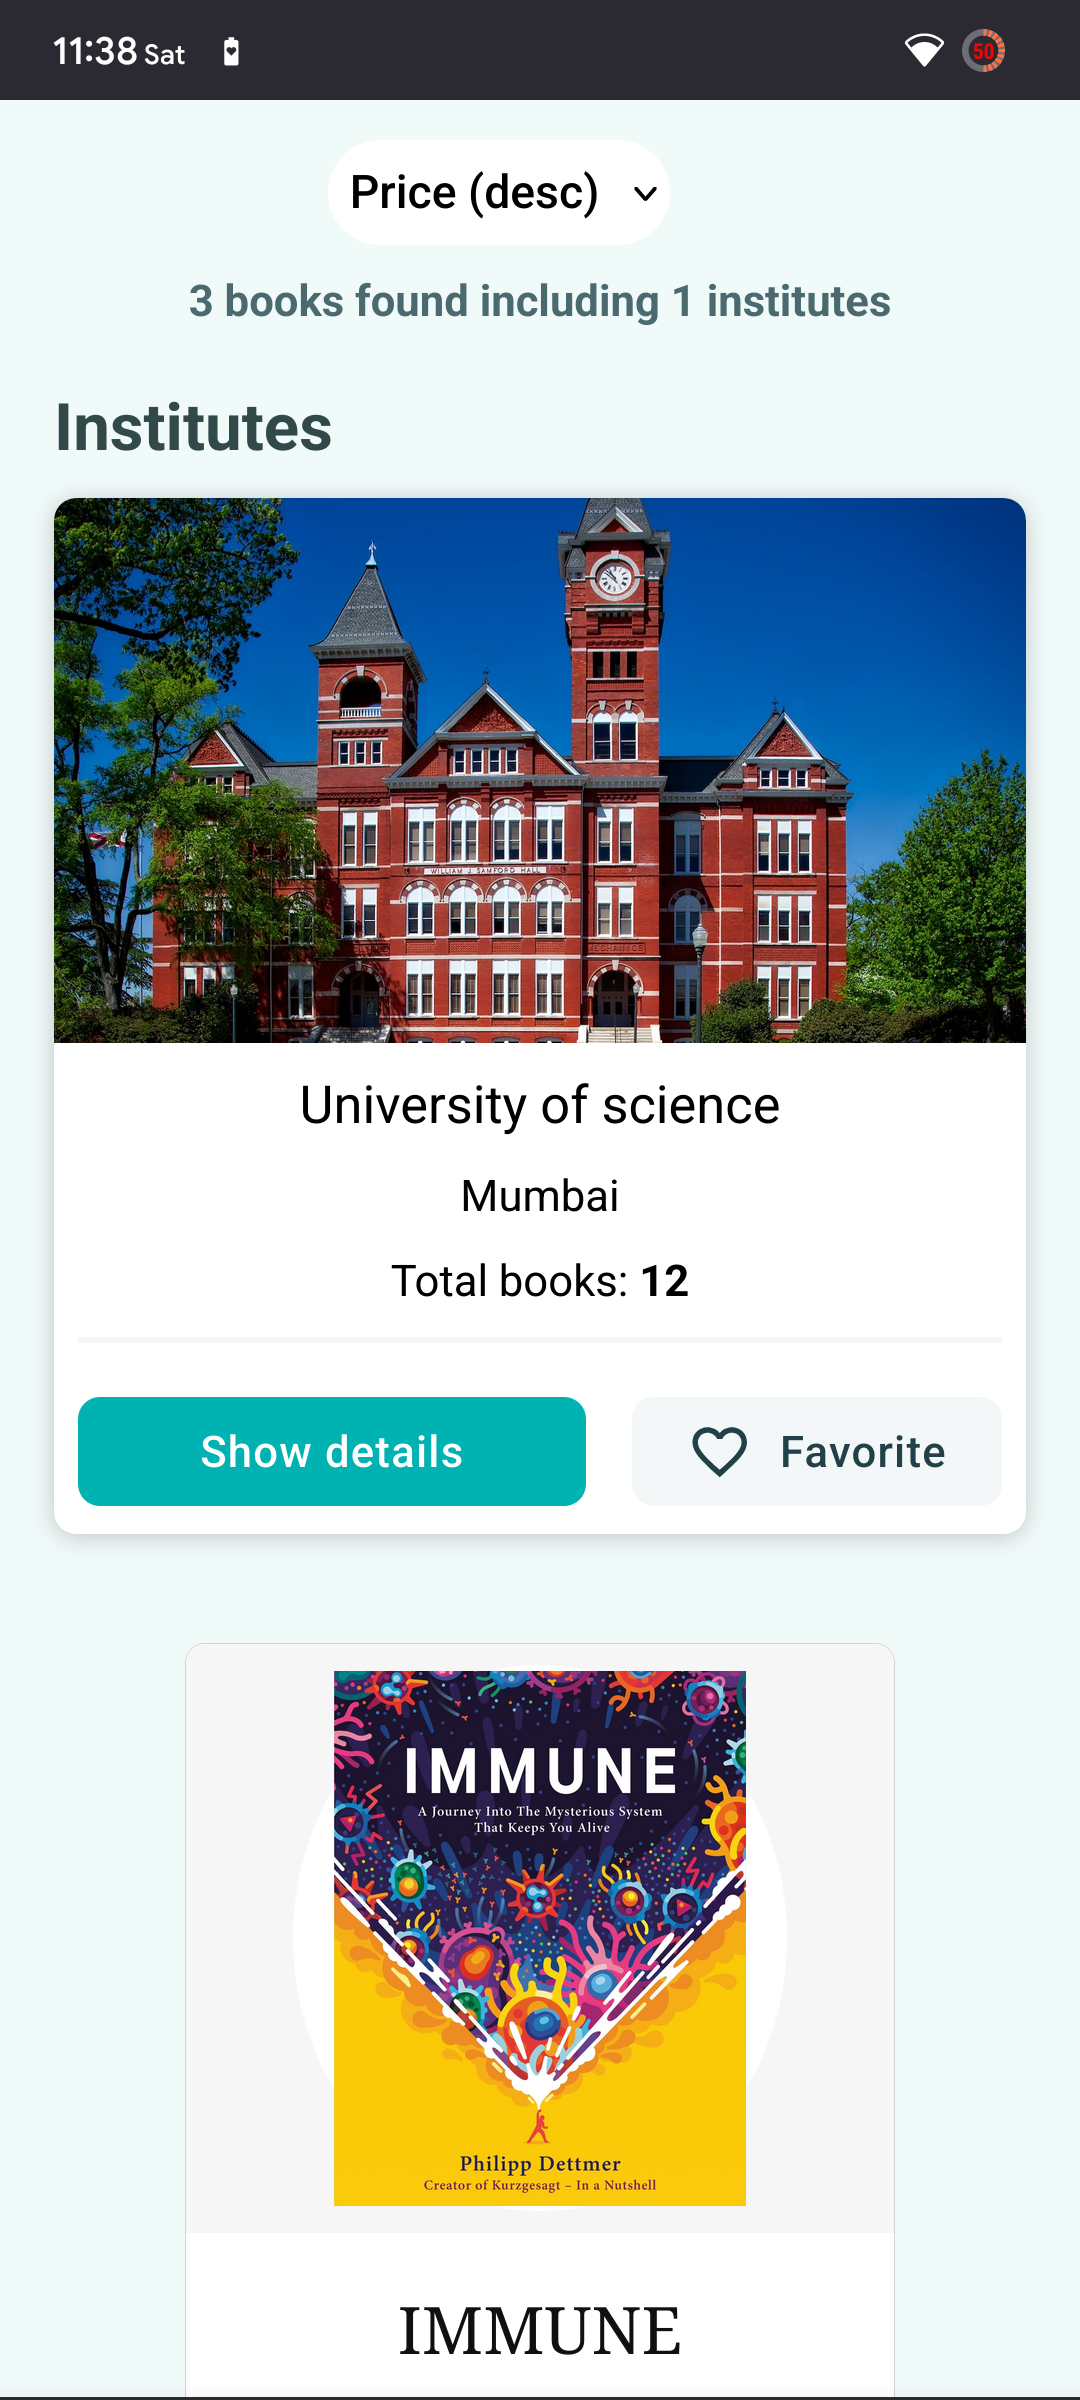 11:38 Sat
50
Price (desc)
3 books found including 1 institutes
Institutes
WILLIAM J. SAMFORD HALL
MECHANICS
University of science
Mumbai
Total books: 12
Show details
Favorite
IMMUNE
A Journey Into The Mysterious System
That Keeps You Alive
Philipp Dettmer
Creator of Kurzgesagt – In a Nutshell
IMMUNE